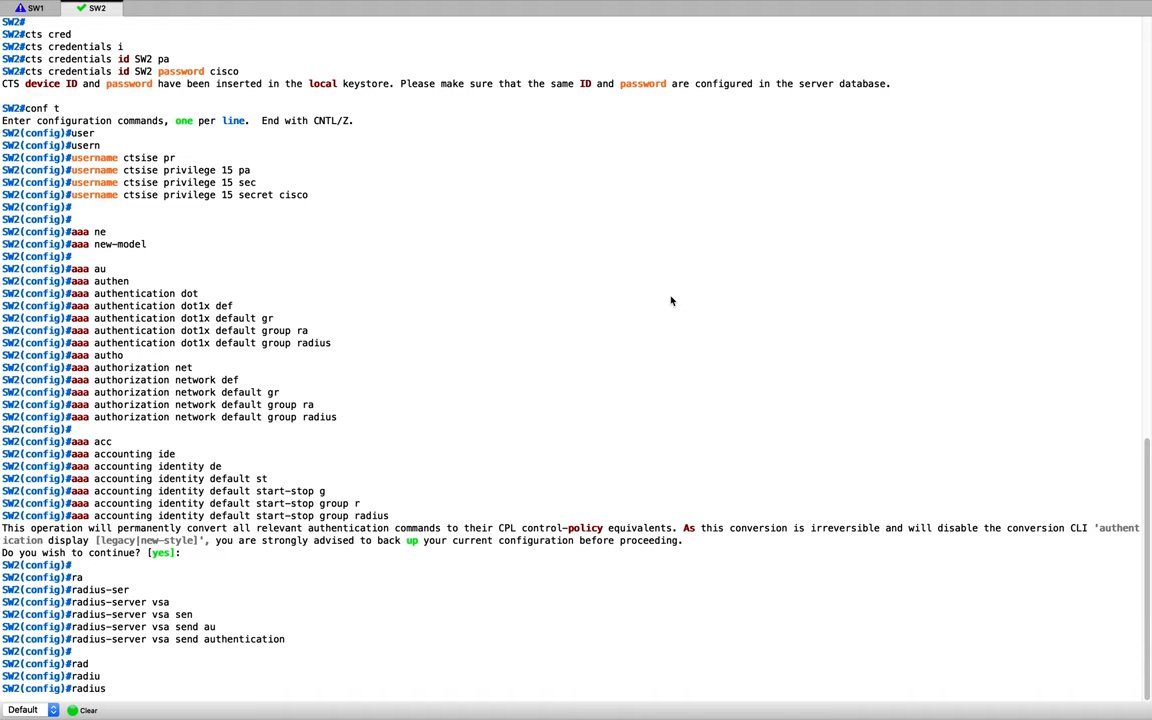 SW1
SW2
SW2#
SW2#cts cred
SW2#cts credentials i
SW2#cts credentials id SW2 pa
SW2#cts credentials id SW2 password cisco
CTS device ID and password have been inserted in the local keystore. Please make sure that the same ID and password are configured in the server database.
SW2#conf t
Enter configuration commands, one per line.  End with CNTL/Z.
SW2(config)#user
SW2(config)#usern
SW2(config)#username ctsise pr
SW2(config)#username ctsise privilege 15 pa
SW2(config)#username ctsise privilege 15 sec
SW2(config)#username ctsise privilege 15 secret cisco
SW2(config)#
SW2(config)#
SW2(config)#aaa ne
SW2(config)#aaa new-model
SW2(config)#
SW2(config)#aaa au
SW2(config)#aaa authen
SW2(config)#aaa authentication dot
SW2(config)#aaa authentication dot1x def
SW2(config)#aaa authentication dot1x default gr
SW2(config)#aaa authentication dot1x default group ra
SW2(config)#aaa authentication dot1x default group radius
SW2(config)#aaa autho
SW2(config)#aaa authorization net
SW2(config)#aaa authorization network def
SW2(config)#aaa authorization network default gr
SW2(config)#aaa authorization network default group ra
SW2(config)#aaa authorization network default group radius
SW2(config)#
SW2(config)#aaa acc
SW2(config)#aaa accounting ide
SW2(config)#aaa accounting identity de
SW2(config)#aaa accounting identity default st
SW2(config)#aaa accounting identity default start-stop g
SW2(config)#aaa accounting identity default start-stop group r
SW2(config)#aaa accounting identity default start-stop group radius
This operation will permanently convert all relevant authentication commands to their CPL control-policy equivalents. As this conversion is irreversible and will disable the conversion CLI 'authent
ication display [legacy|new-style]', you are strongly advised to back up your current configuration before proceeding.
Do you wish to continue? [yes]:
SW2(config)#
SW2(config)#ra
SW2(config)#radius-ser
SW2(config)#radius-server vsa
SW2(config)#radius-server vsa sen
SW2(config)#radius-server vsa send au
SW2(config)#radius-server vsa send authentication
SW2(config)#
SW2(config)#rad
SW2(config)#radiu
SW2(config)#radius
Default
Clear